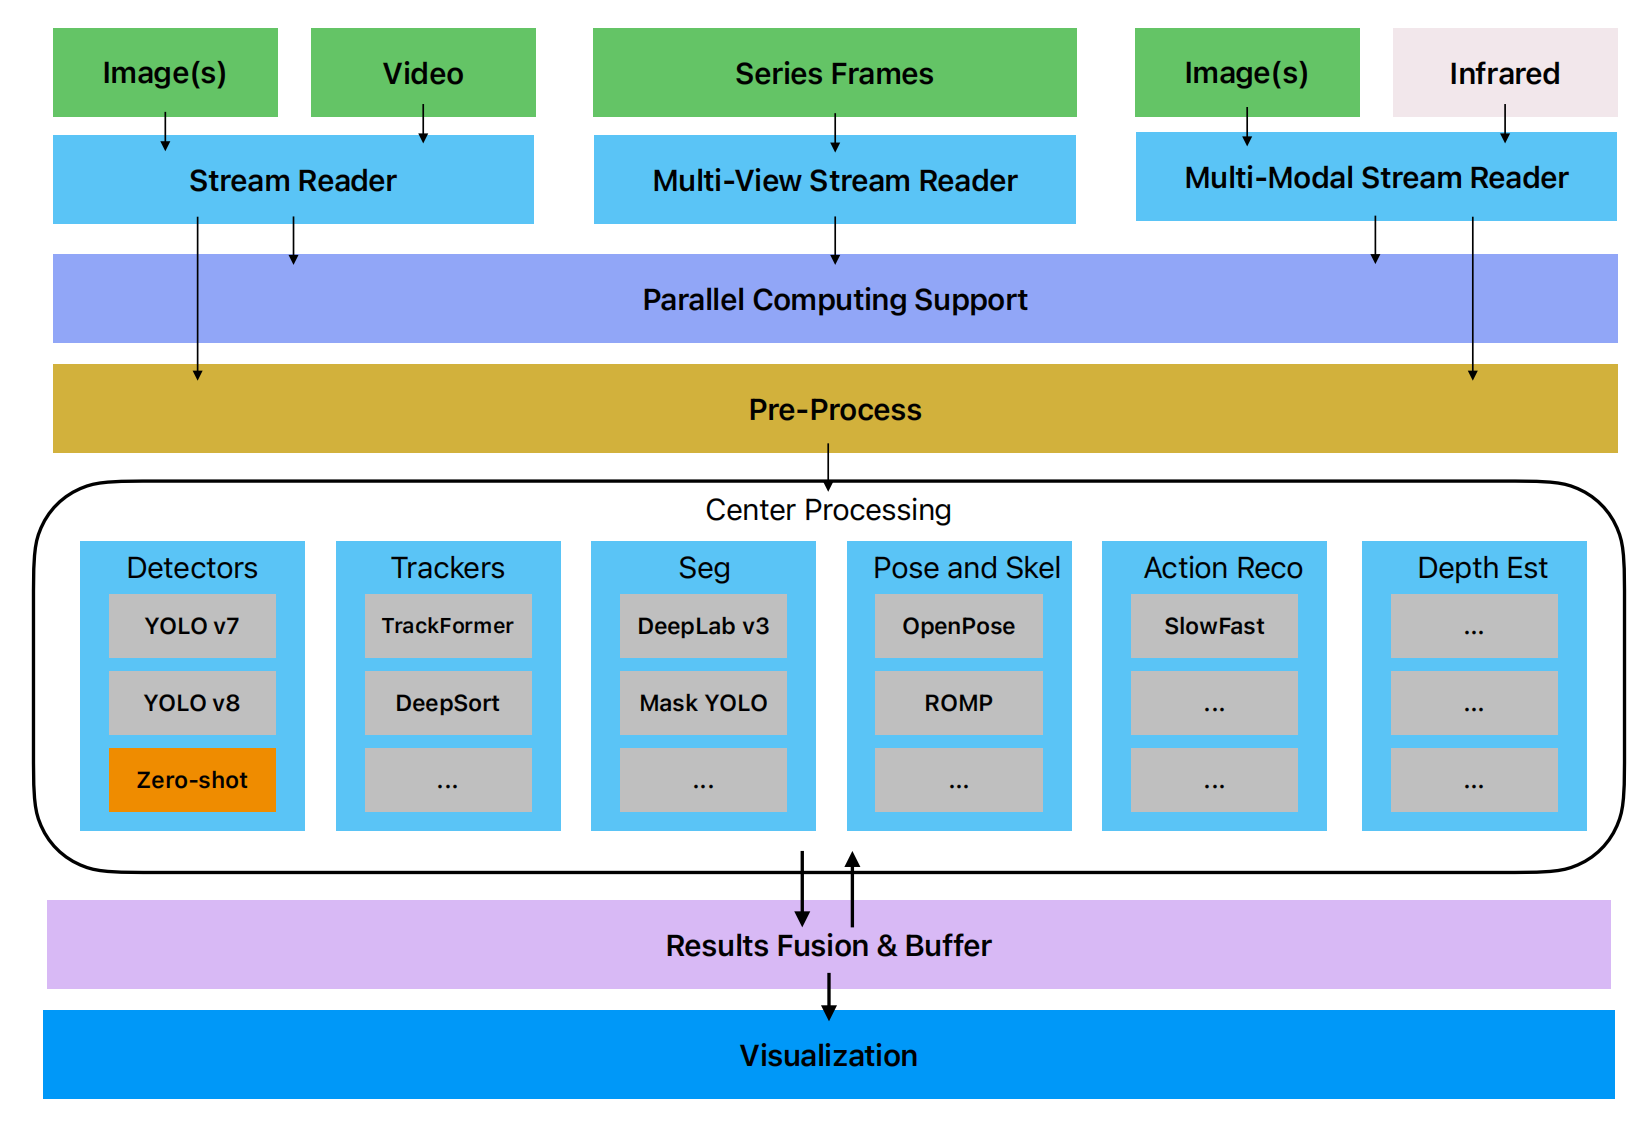 Image(s)
Video
Series Frames
Image(s)
Infrared
Stream Reader
Multi-View Stream Reader
Multi-Modal Stream Reader
Parallel Computing Support
Pre-Process
Center Processing
Detectors
Trackers
Seg
Pose and Skel
Action Reco
Depth Est
YOLO v7
TrackFormer
DeepLab v3
OpenPose
SlowFast
...
YOLO v8
DeepSort
Mask YOLO
ROMP
...
...
Zero-shot
...
...
...
...
...
Results Fusion & Buffer
Visualization